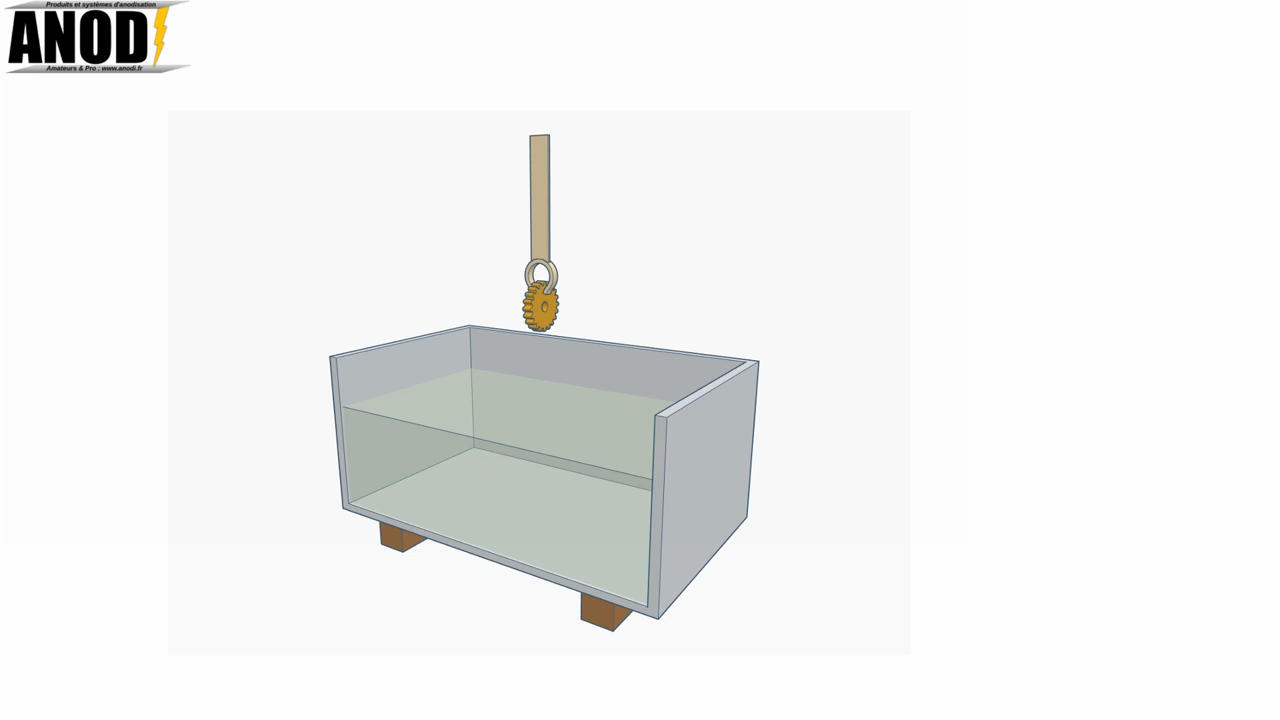 Produits et systèmes d'anodisation
ANODI
Amateurs & Pro : www.anodi.fr